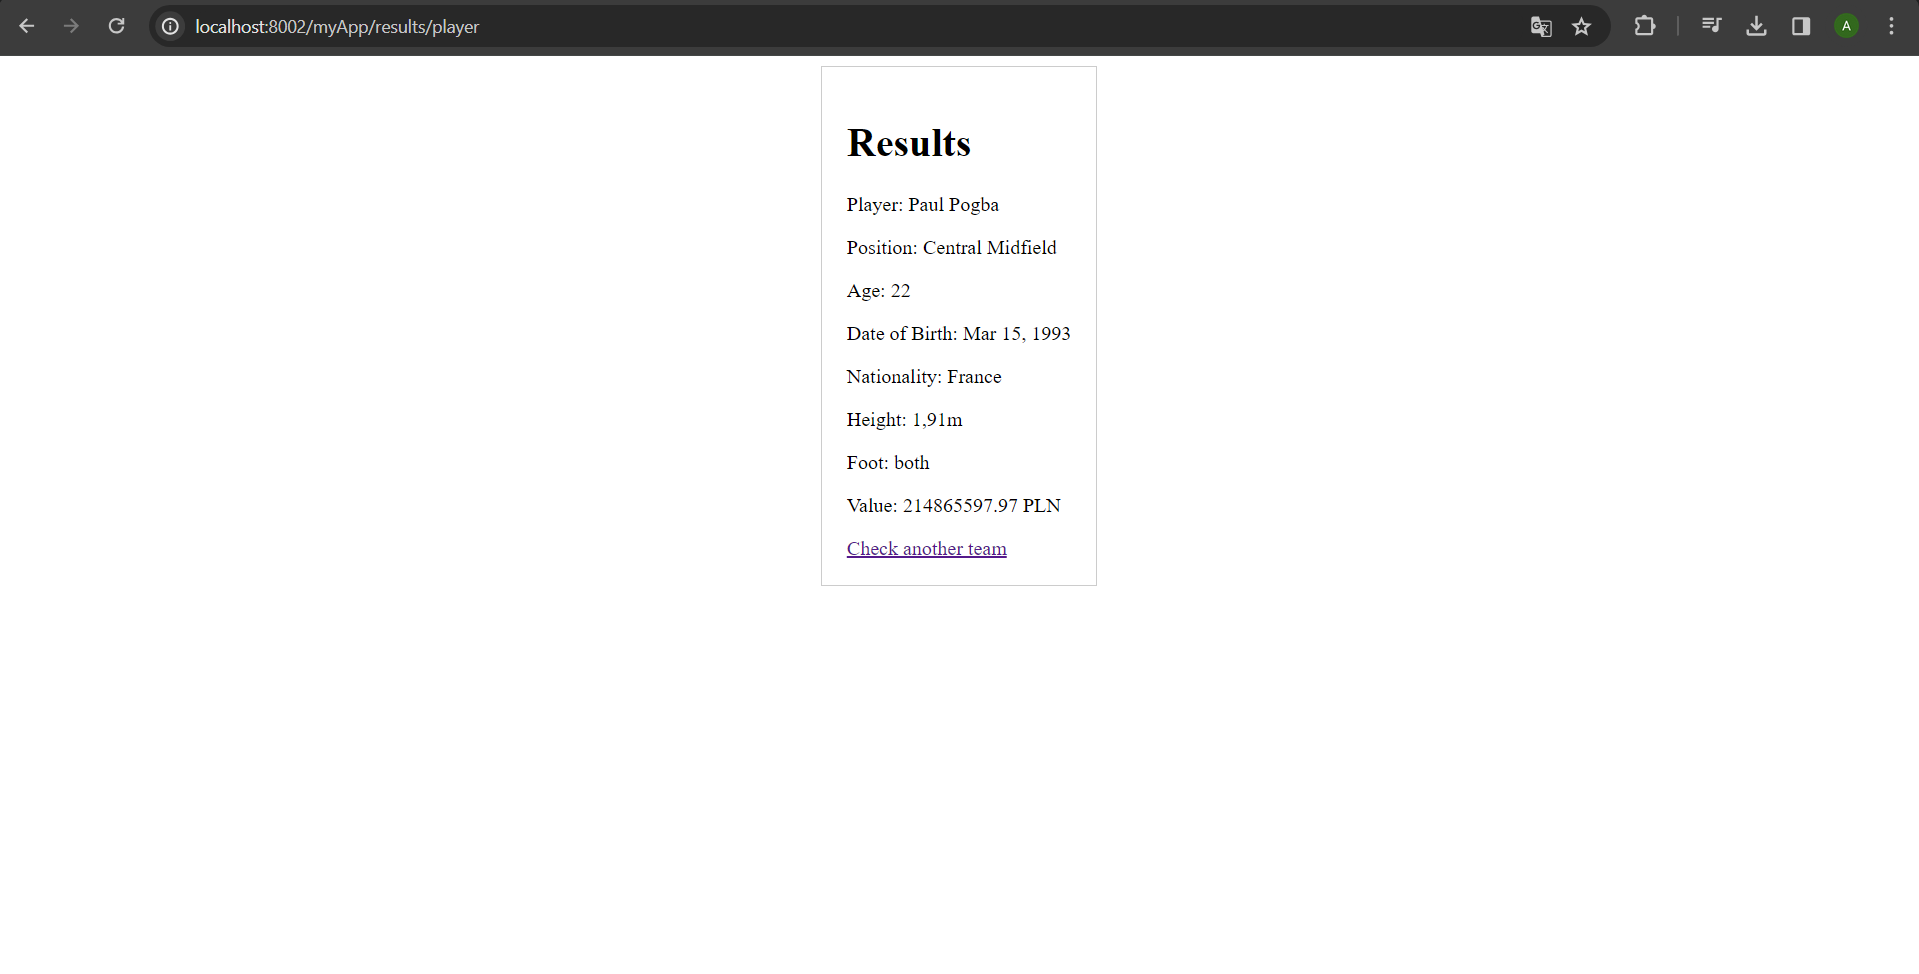 localhost:8002/myApp/results/player
A
Results
Player: Paul Pogba
Position: Central Midfield
Age: 22
Date of Birth: Mar 15, 1993
Nationality: France
Height: 1,91m
Foot: both
Value: 214865597.97 PLN
Check another team